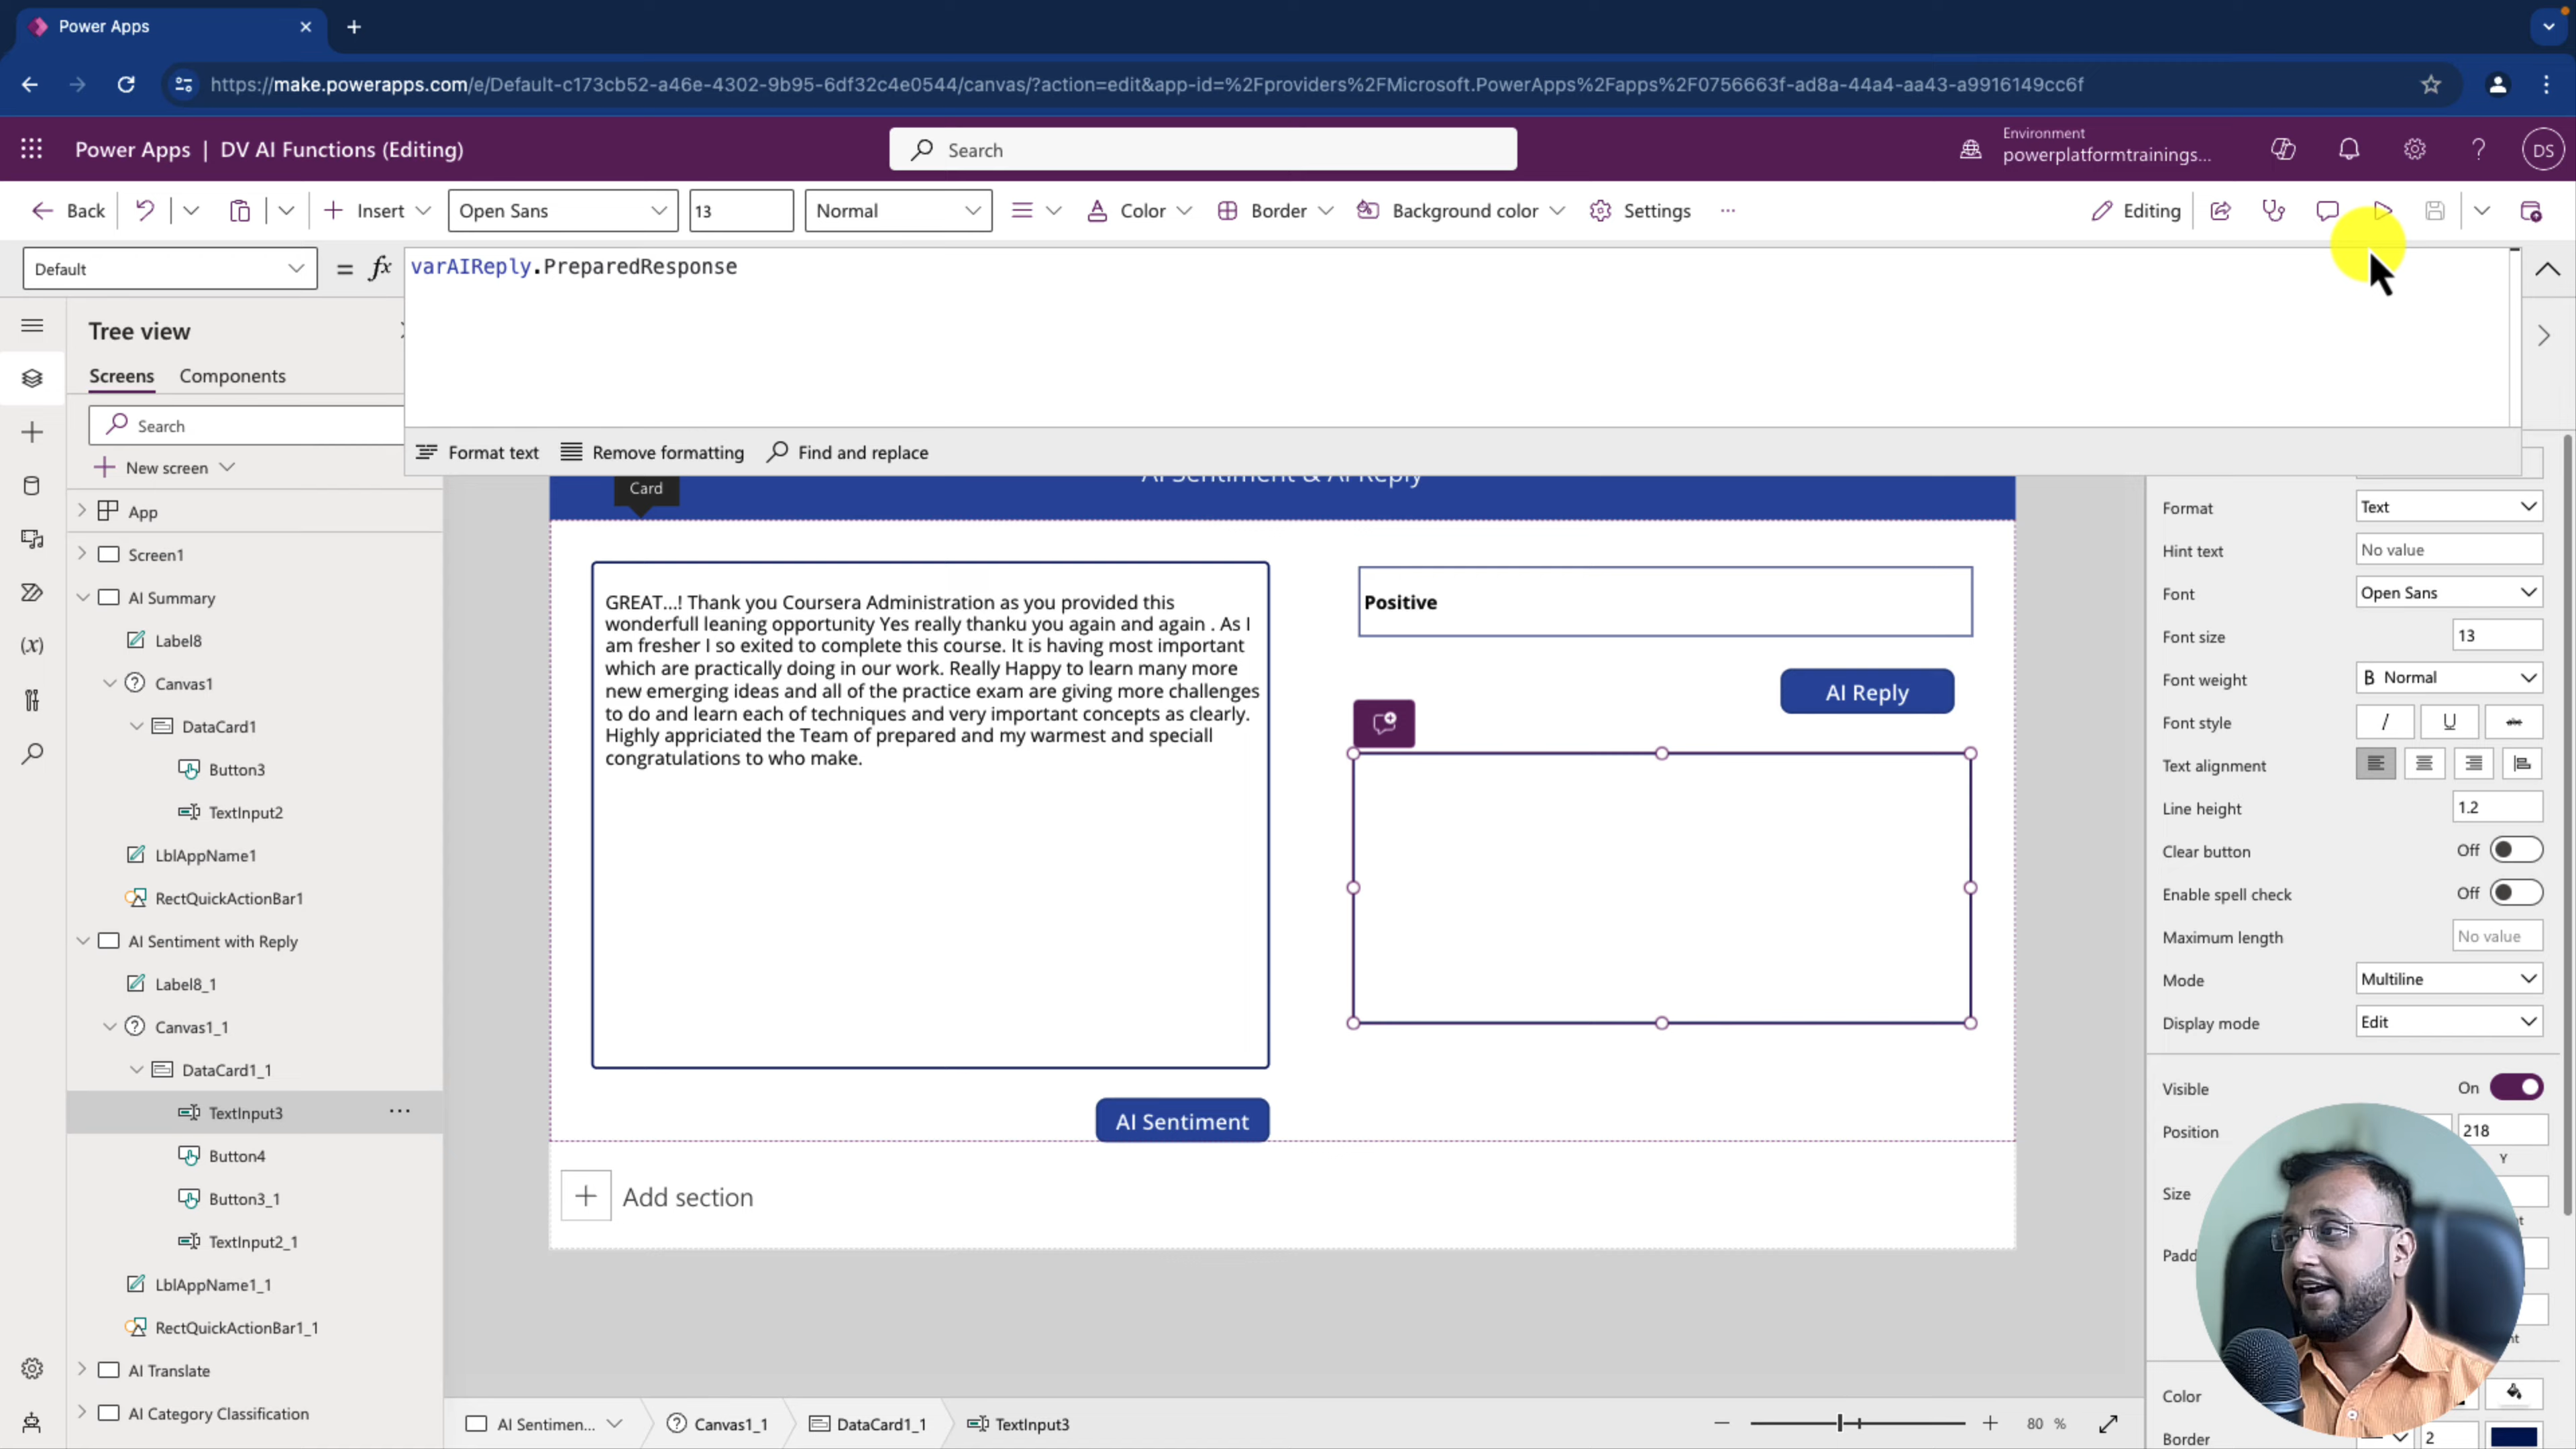 Power Apps
https://make.powerapps.com/e/Default-c173cb52-a46e-4302-9b95-6df32c4e0544/canvas/?action=edit&app-id=%2Fproviders%2FMicrosoft.PowerApps%2Fapps%2F0756663f-ad8a-44a4-aa43-a9916149cc6f
Power Apps | DV AI Functions (Editing)
Search
Environment
powerplatformtrainings...
DS
Back
Insert
Open Sans
13
Normal
Color
Border
Background color
Settings
Editing
Default
= fx
varAIReply.PreparedResponse
Format text
Remove formatting
Find and replace
Tree view
Screens
Components
Search
New screen
App
Screen1
AI Summary
Label8
Canvas1
DataCard1
Button3
TextInput2
LblAppName1
RectQuickActionBar1
AI Sentiment with Reply
Label8_1
Canvas1_1
DataCard1_1
TextInput3
Button4
Button3_1
TextInput2_1
LblAppName1_1
RectQuickActionBar1_1
AI Translate
AI Category Classification
AI Sentiment & AI Reply
Card
GREAT...! Thank you Coursera Administration as you provided this
wonderfull leaning opportunity Yes really thanku you again and again . As I
am fresher I so exited to complete this course. It is having most important
which are practically doing in our work. Really Happy to learn many more
new emerging ideas and all of the practice exam are giving more challenges
to do and learn each of techniques and very important concepts as clearly.
Highly appriciated the Team of prepared and my warmest and speciall
congratulations to who make.
Positive
AI Reply
AI Sentiment
Add section
AI Sentimen...
Canvas1_1
DataCard1_1
TextInput3
80 %
Format
Text
Hint text
No value
Font
Open Sans
Font size
13
Font weight
B Normal
Font style
/ U abc
Text alignment
Line height
1.2
Clear button
Off
Enable spell check
Off
Maximum length
No value
Mode
Multiline
Display mode
Edit
Visible
On
Position
218
Y
Size
Color
Border
2